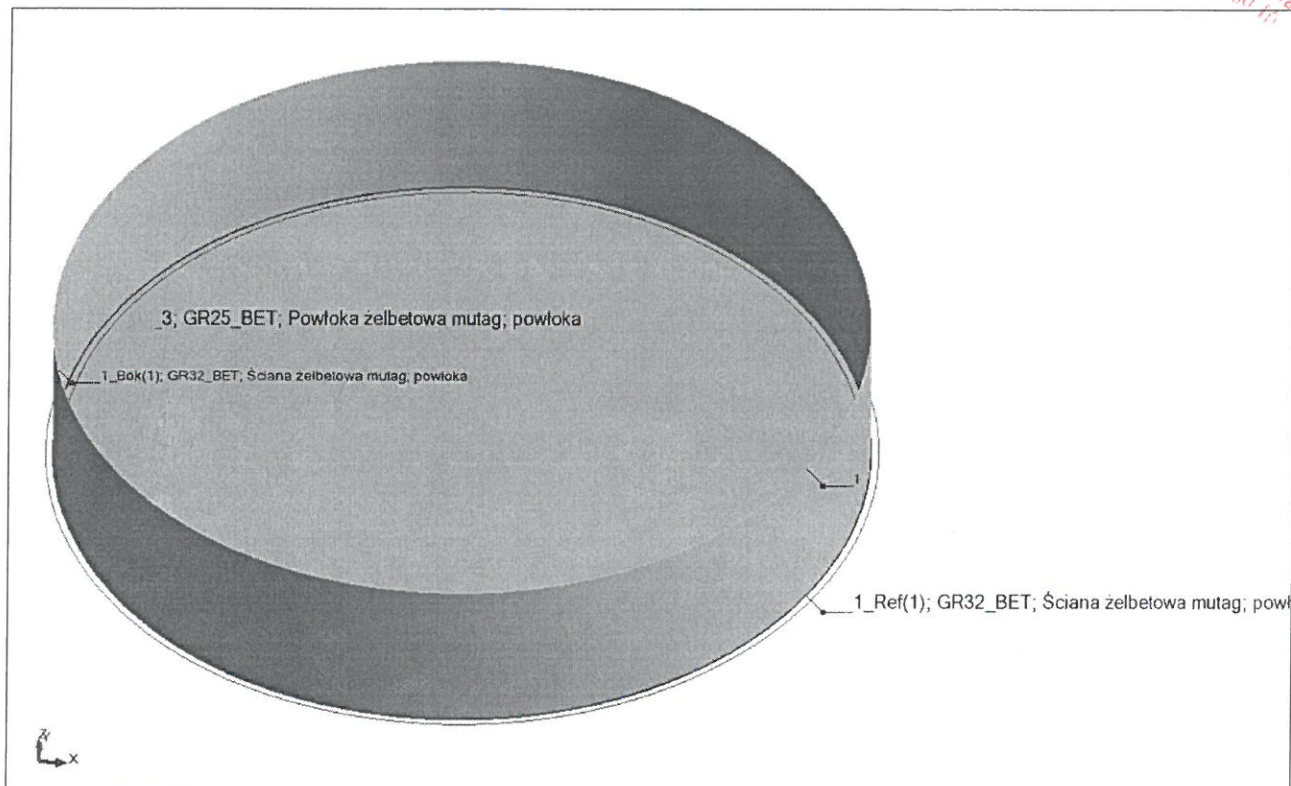 _3; GR25_BET; Powłoka żelbetowa mutag; powłoka
1_Bok(1); GR32_BET; Ściana żelbetowa mutag; powłoka
1
1_Ref(1); GR32_BET; Ściana żelbetowa mutag; powł
x